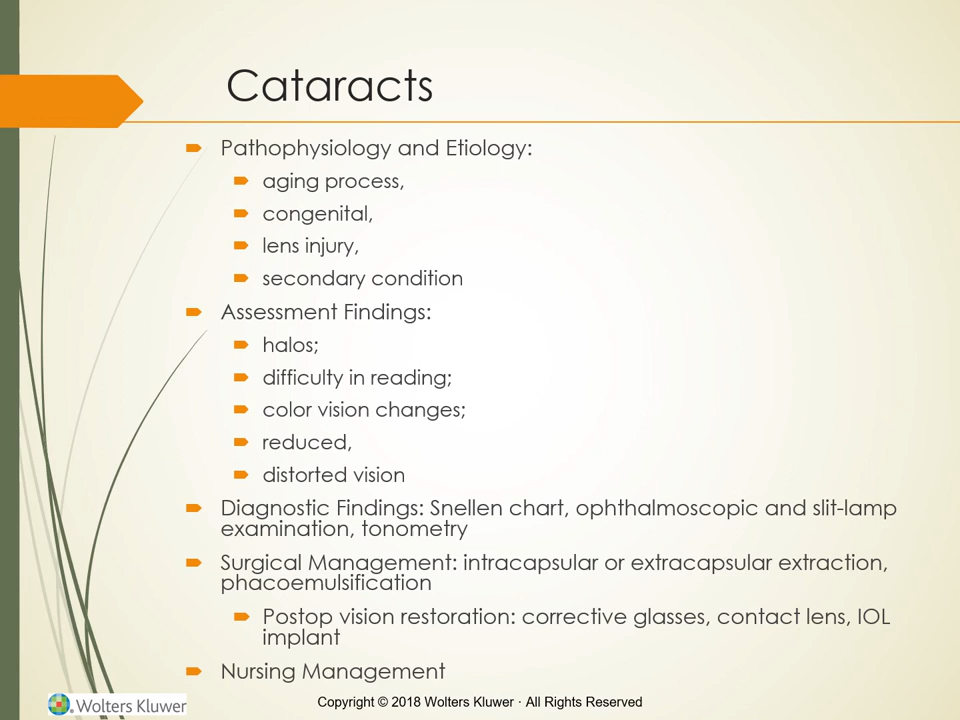 Cataracts
Pathophysiology and Etiology:
aging process,
congenital,
lens injury,
secondary condition
Assessment Findings:
halos;
difficulty in reading;
color vision changes;
reduced,
distorted vision
Diagnostic Findings: Snellen chart, ophthalmoscopic and slit-lamp
examination, tonometry
Surgical Management: intracapsular or extracapsular extraction,
phacoemulsification
Postop vision restoration: corrective glasses, contact lens, IOL
implant
Nursing Management
Wolters Kluwer
Copyright © 2018 Wolters Kluwer · All Rights Reserved